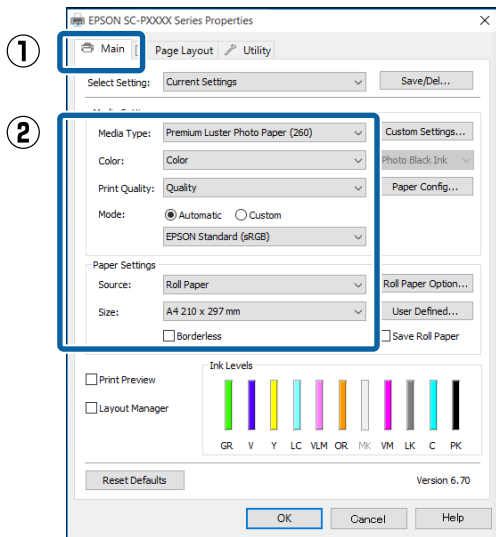 EPSON SC-PXXXX Series Properties
1
Main
Page Layout
Utility
Select Setting:
Current Settings
Save/Del...
2
Media Type:
Premium Luster Photo Paper (260)
Custom Settings...
Color:
Color
Photo Black Ink
Print Quality:
Quality
Paper Config...
Mode:
Automatic
Custom
EPSON Standard (sRGB)
Paper Settings
Source:
Roll Paper
Roll Paper Option...
Size:
A4 210 x 297 mm
User Defined...
Borderless
Save Roll Paper
Print Preview
Layout Manager
Ink Levels
GR V Y LC VLM OR MK VM LK C PK
Reset Defaults
Version 6.70
OK
Cancel
Help